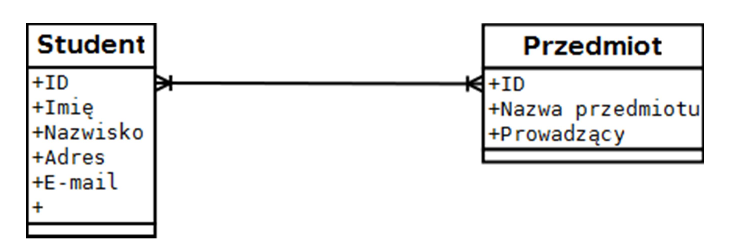 Student
+ID
+Imię
+Nazwisko
+Adres
+E-mail
+
Przedmiot
+ID
+Nazwa przedmiotu
+Prowadzący